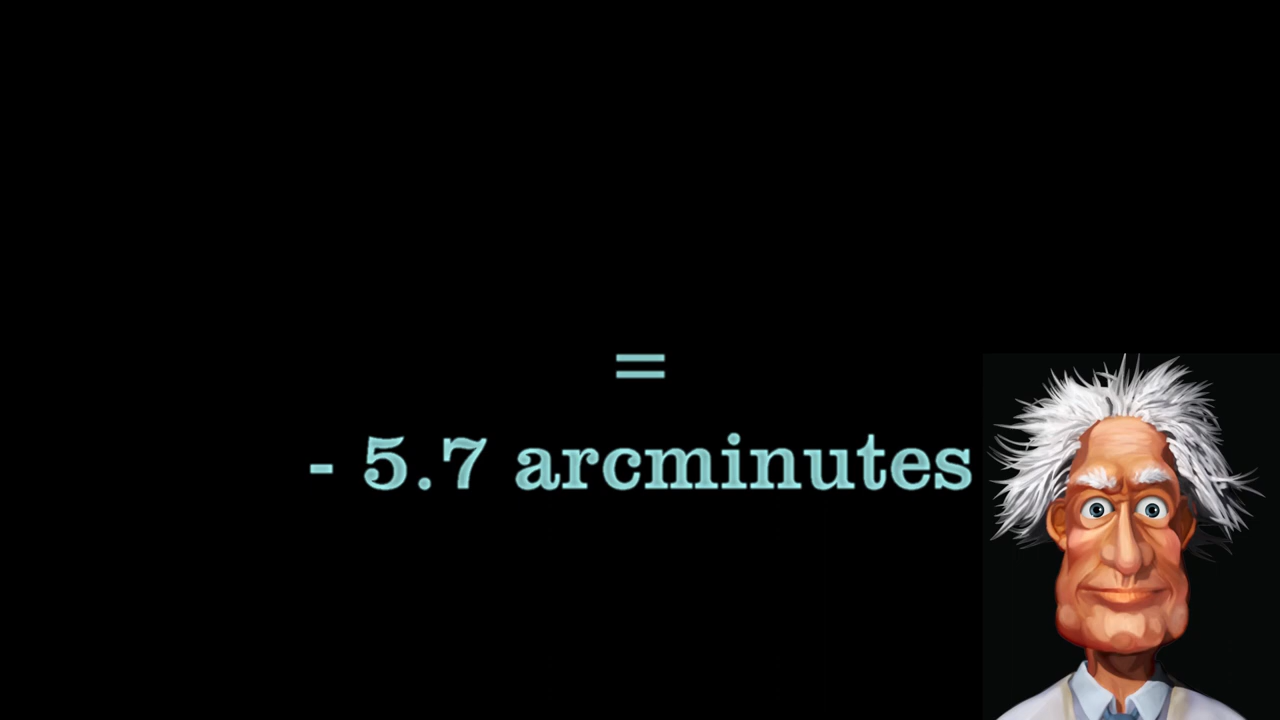 =
- 5.7 arcminutes